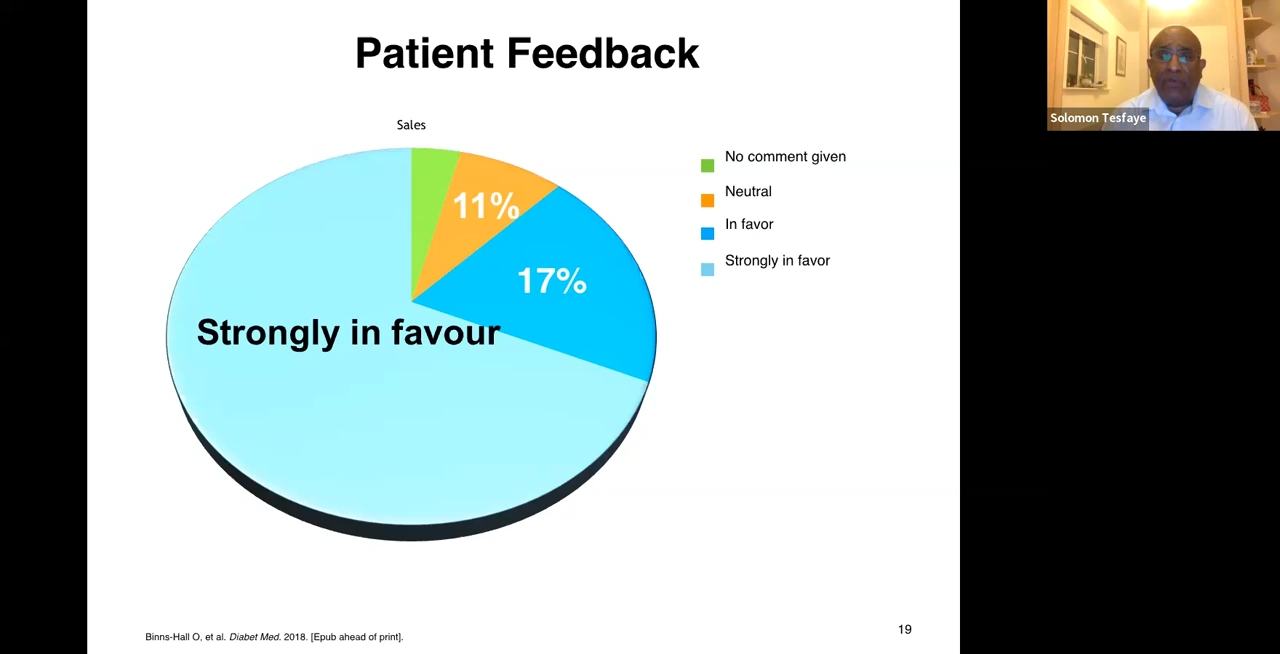 Patient Feedback
Solomon Tesfaye
Sales
No comment given
Neutral
In favor
Strongly in favor
11%
17%
Strongly in favour
Binns-Hall O, et al. Diabet Med. 2018. [Epub ahead of print].
19